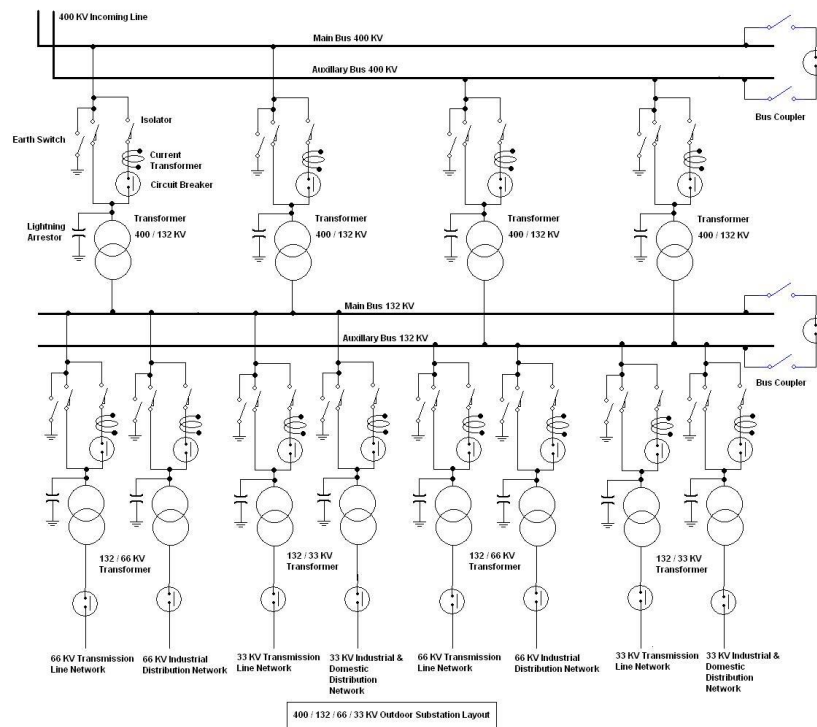 400 KV Incoming Line
Main Bus 400 KV
Auxillary Bus 400 KV
Bus Coupler
Isolator
Earth Switch
Current
Transformer
Circuit Breaker
Lightning
Arrestor
Transformer
400 / 132 KV
Transformer
400 / 132 KV
Transformer
400 / 132 KV
Transformer
400 / 132 KV
Main Bus 132 KV
Auxillary Bus 132 KV
Bus Coupler
132 / 66 KV
Transformer
132 / 33 KV
Transformer
132 / 66 KV
Transformer
132 / 33 KV
Transformer
66 KV Transmission
Line Network
66 KV Industrial
Distribution Network
33 KV Transmission
Line Network
33 KV Industrial &
Domestic
Distribution
Network
66 KV Transmission
Line Network
66 KV Industrial
Distribution Network
33 KV Transmission
Line Network
33 KV Industrial &
Domestic
Distribution
Network
400 / 132 / 66 / 33 KV Outdoor Substation Layout